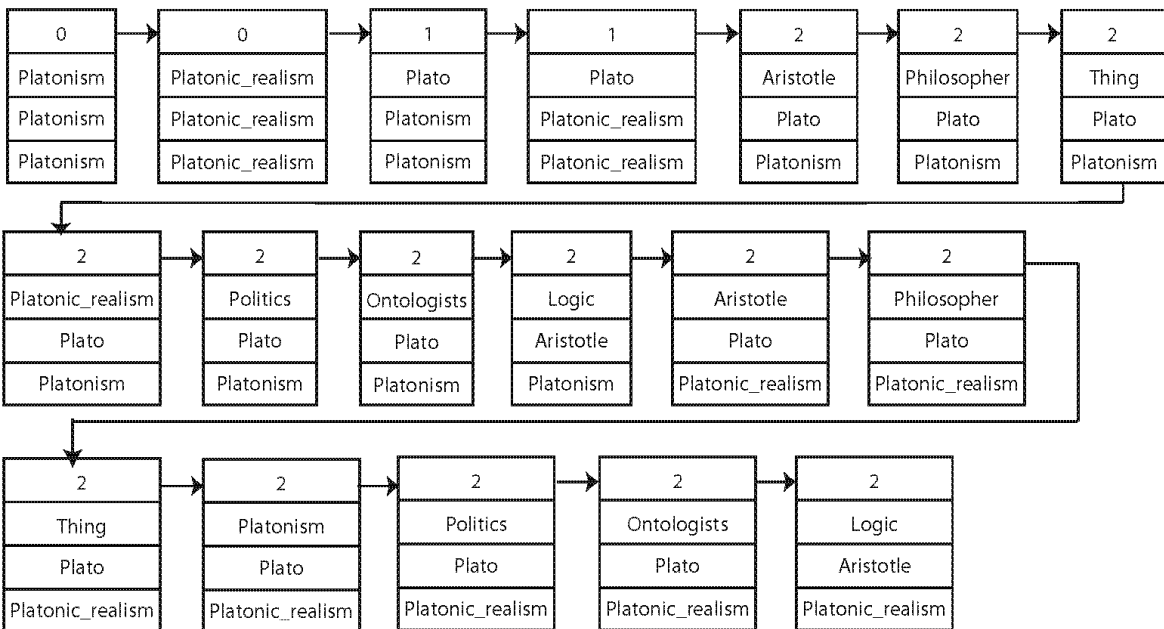 0 0 1 1 2 2 2
Platonism Platonic_realism Plato Plato Aristotle Philosopher Thing
Platonism Platonic_realism Platonism Platonic_realism Plato Plato Plato
Platonism Platonic_realism Platonism Platonic_realism Platonism Platonism Platonism
2 2 2 2 2 2
Platonic_realism Politics Ontologists Logic Aristotle Philosopher
Plato Plato Plato Aristotle Plato Plato
Platonism Platonism Platonism Platonism Platonic_realism Platonic_realism
2 2 2 2 2
Thing Platonism Politics Ontologists Logic
Plato Plato Plato Plato Aristotle
Platonic_realism Platonic_realism Platonic_realism Platonic_realism Platonic_realism